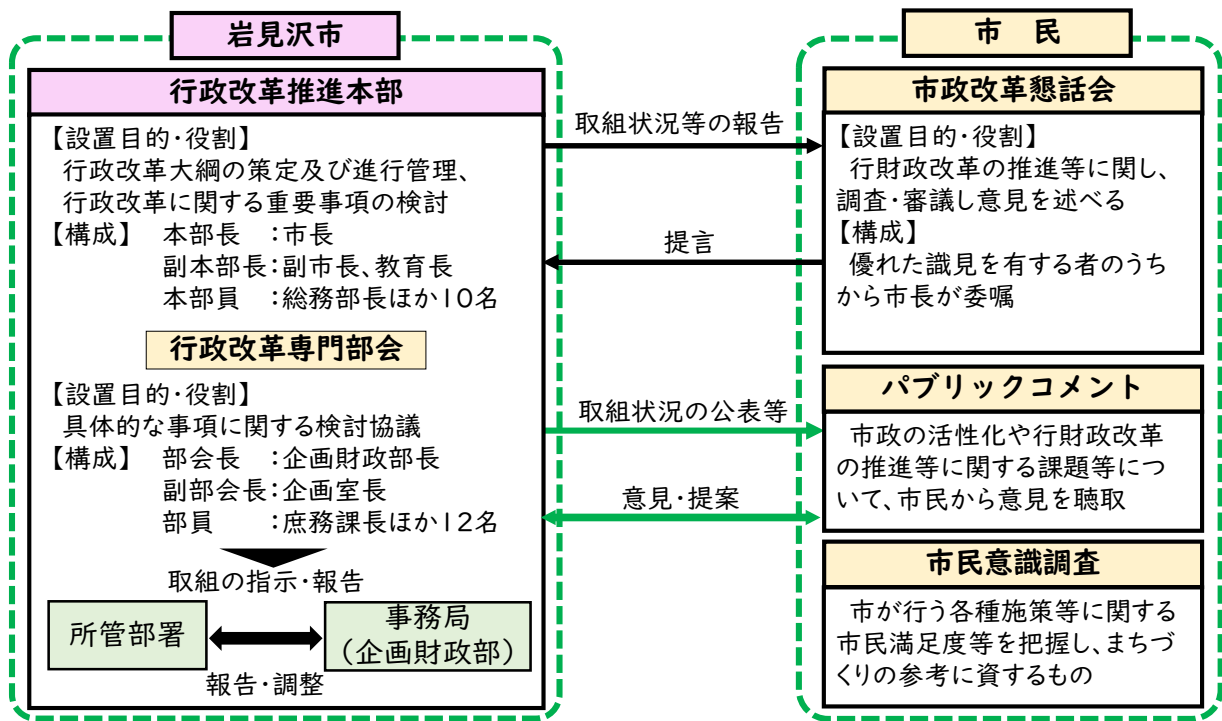 岩見沢市
行政改革推進本部
【設置目的・役割】
行政改革大綱の策定及び進行管理、
行政改革に関する重要事項の検討
【構成】 本部長 :市長
副本部長:副市長、教育長
本部員 :総務部長ほか10名
行政改革専門部会
【設置目的・役割】
具体的な事項に関する検討協議
【構成】 部会長 :企画財政部長
副部会長:企画室長
部員 :庶務課長ほか12名
取組の指示・報告
所管部署
事務局
(企画財政部)
報告・調整
取組状況等の報告
提言
取組状況の公表等
意見・提案
市 民
市政改革懇話会
【設置目的・役割】
行財政改革の推進等に関し、
調査・審議し意見を述べる
【構成】
優れた識見を有する者のうち
から市長が委嘱
パブリックコメント
市政の活性化や行財政改革
の推進等に関する課題等につ
いて、市民から意見を聴取
市民意識調査
市が行う各種施策等に関する
市民満足度等を把握し、まちづ
くりの参考に資するもの